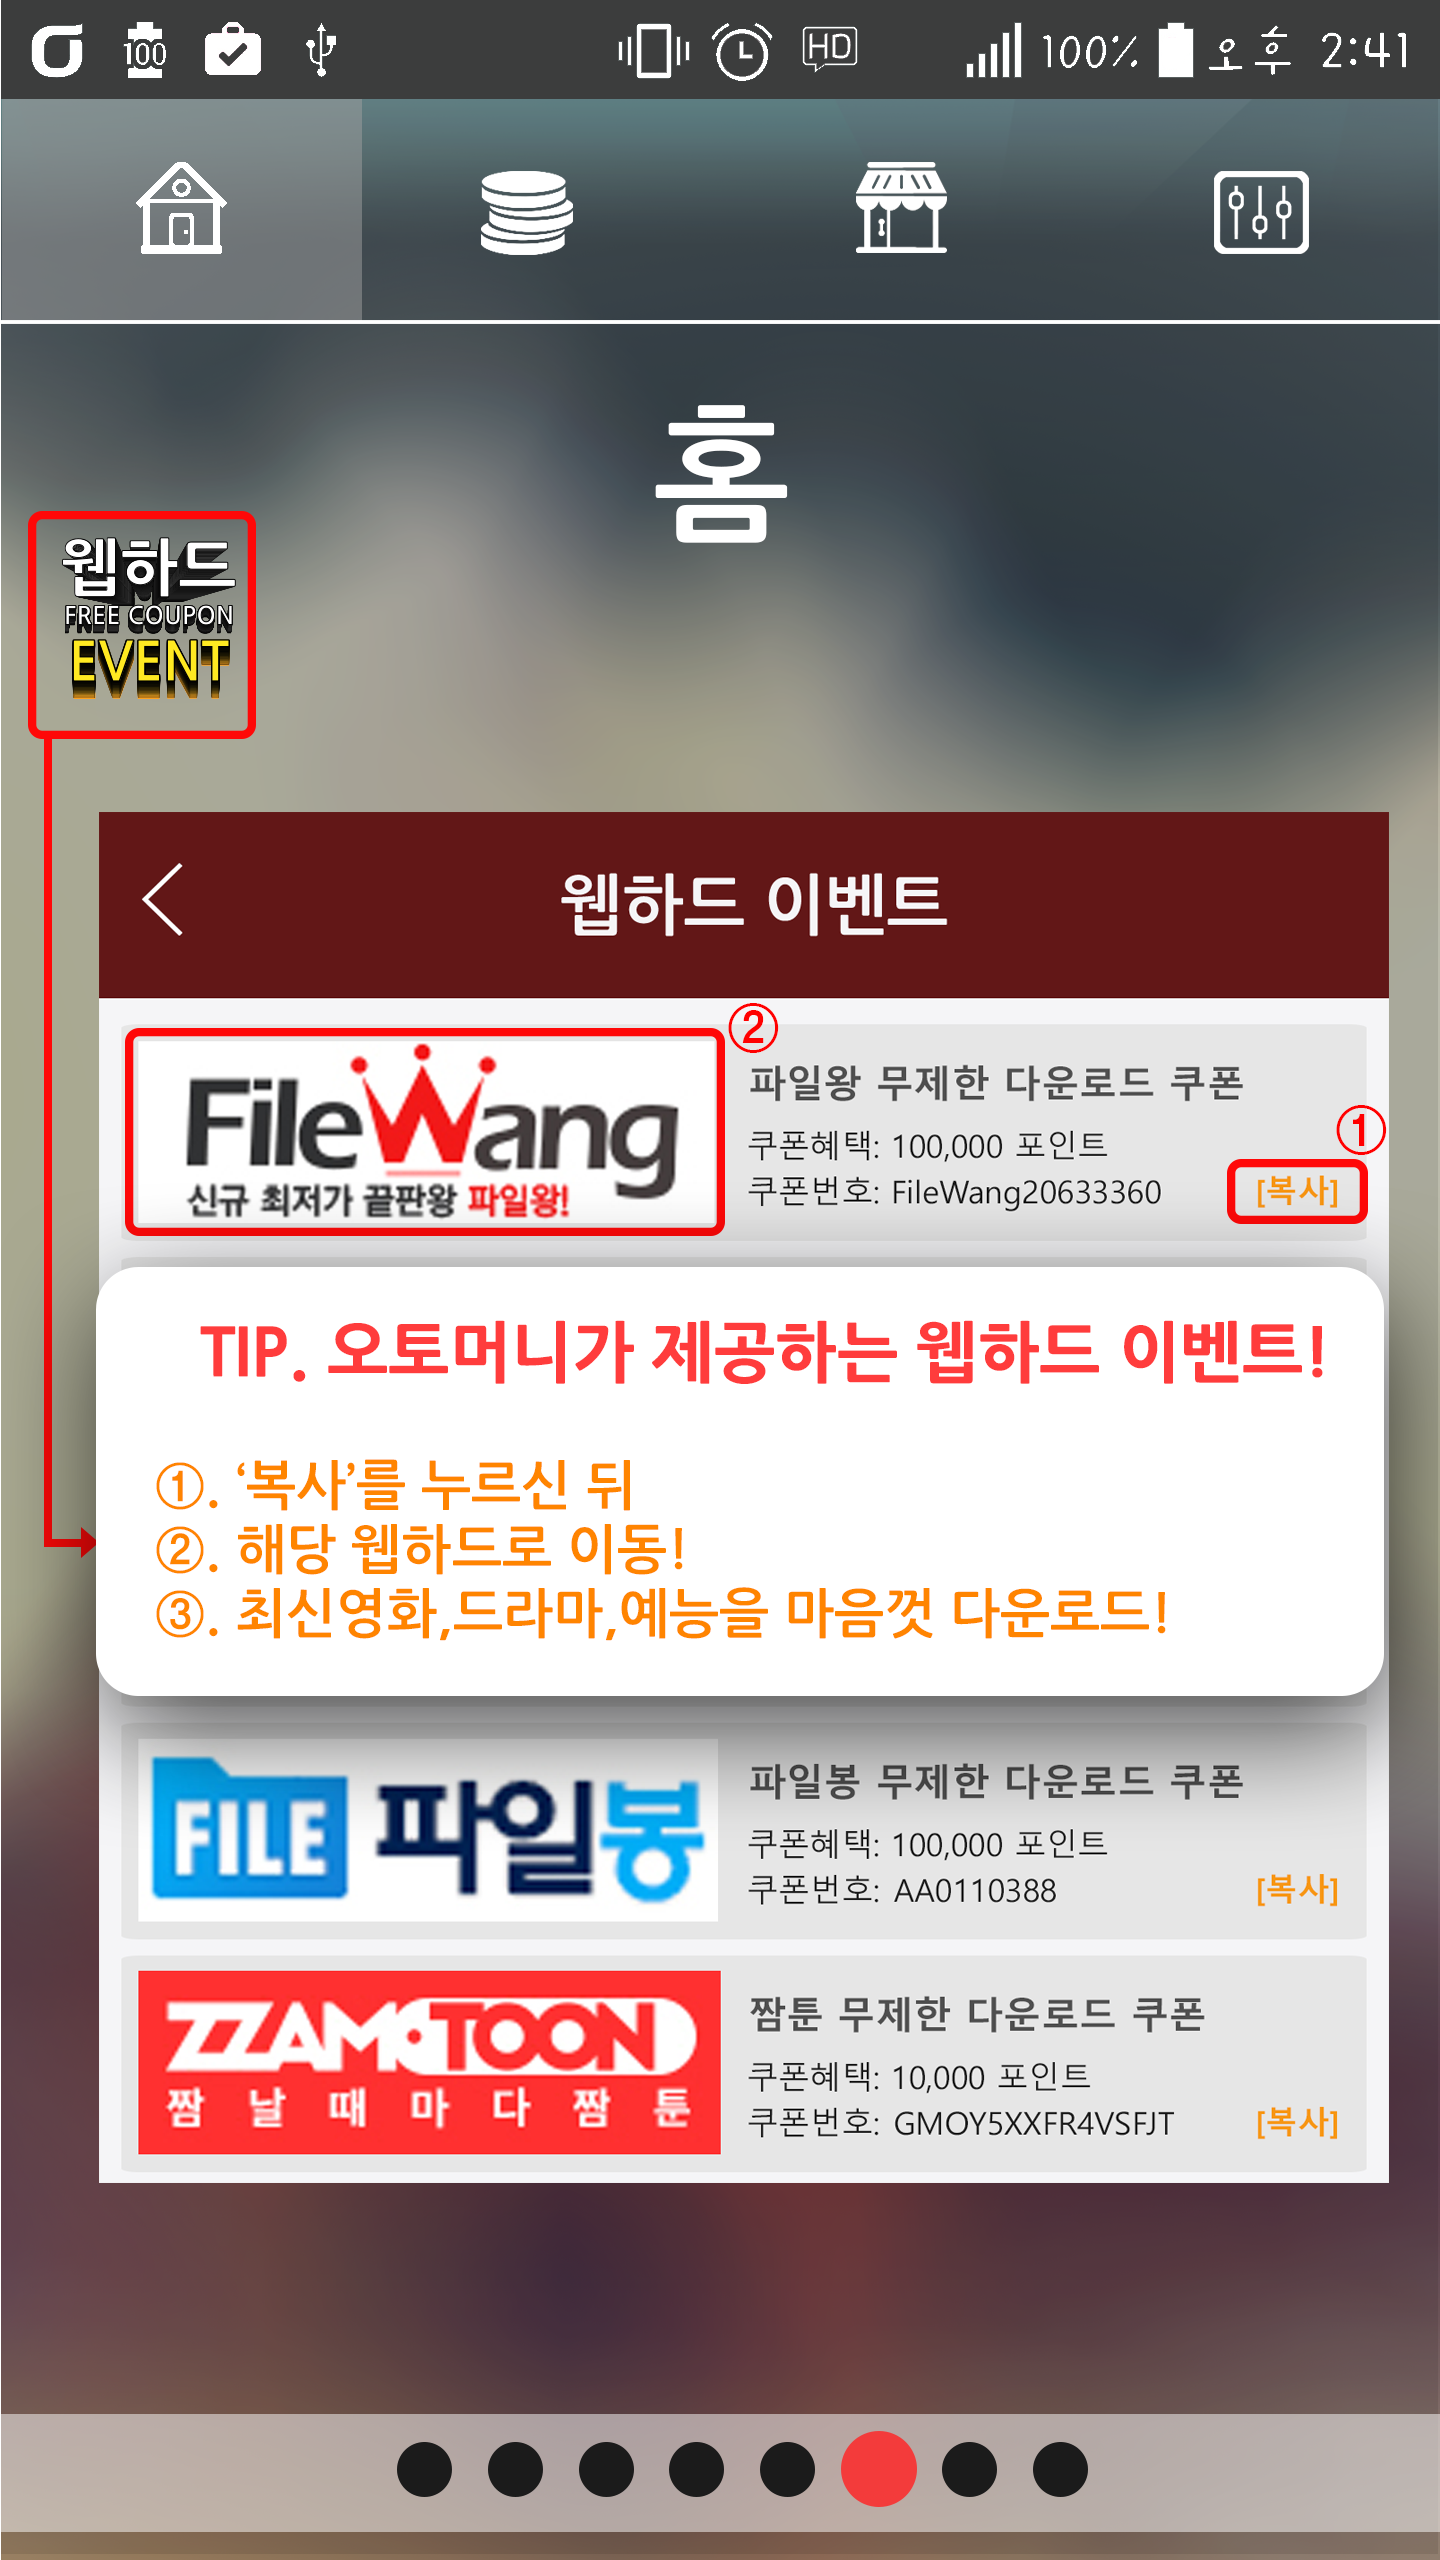 100
HD
100% 오후 2:41
홈
웹하드
FREE COUPON
EVENT
웹하드 이벤트
②
FileWang
신규 최저가 끝판왕 파일왕!
파일왕 무제한 다운로드 쿠폰
①
쿠폰혜택: 100,000 포인트
쿠폰번호: FileWang20633360
[복사]
TIP. 오토머니가 제공하는 웹하드 이벤트!
①. ‘복사’를 누르신 뒤
②. 해당 웹하드로 이동!
③. 최신영화,드라마,예능을 마음껏 다운로드!
FILE 파일봉
파일봉 무제한 다운로드 쿠폰
쿠폰혜택: 100,000 포인트
쿠폰번호: AA0110388
[복사]
ZZAM·TOON
짬 날 때 마 다 짬 툰
짬툰 무제한 다운로드 쿠폰
쿠폰혜택: 10,000 포인트
쿠폰번호: GMOY5XXFR4VSFJT
[복사]